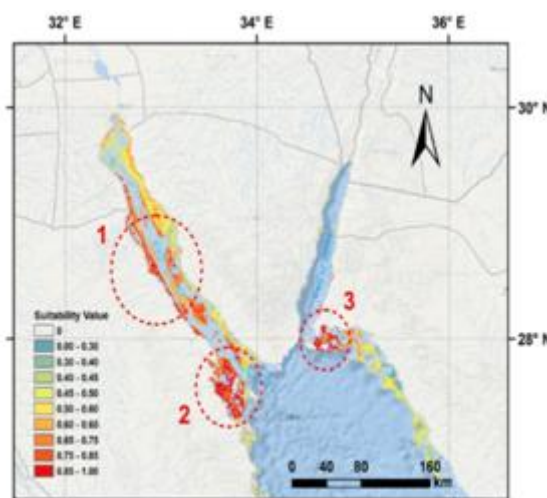 32° E 34° E 36° E
N
30° N
1
3
Suitability Value
0
0.00 - 0.30
0.30 - 0.40
0.40 - 0.45
0.45 - 0.50
0.50 - 0.60
0.60 - 0.65
0.65 - 0.75
0.75 - 0.85
0.85 - 1.00
28° N
2
0 40 80 160
km